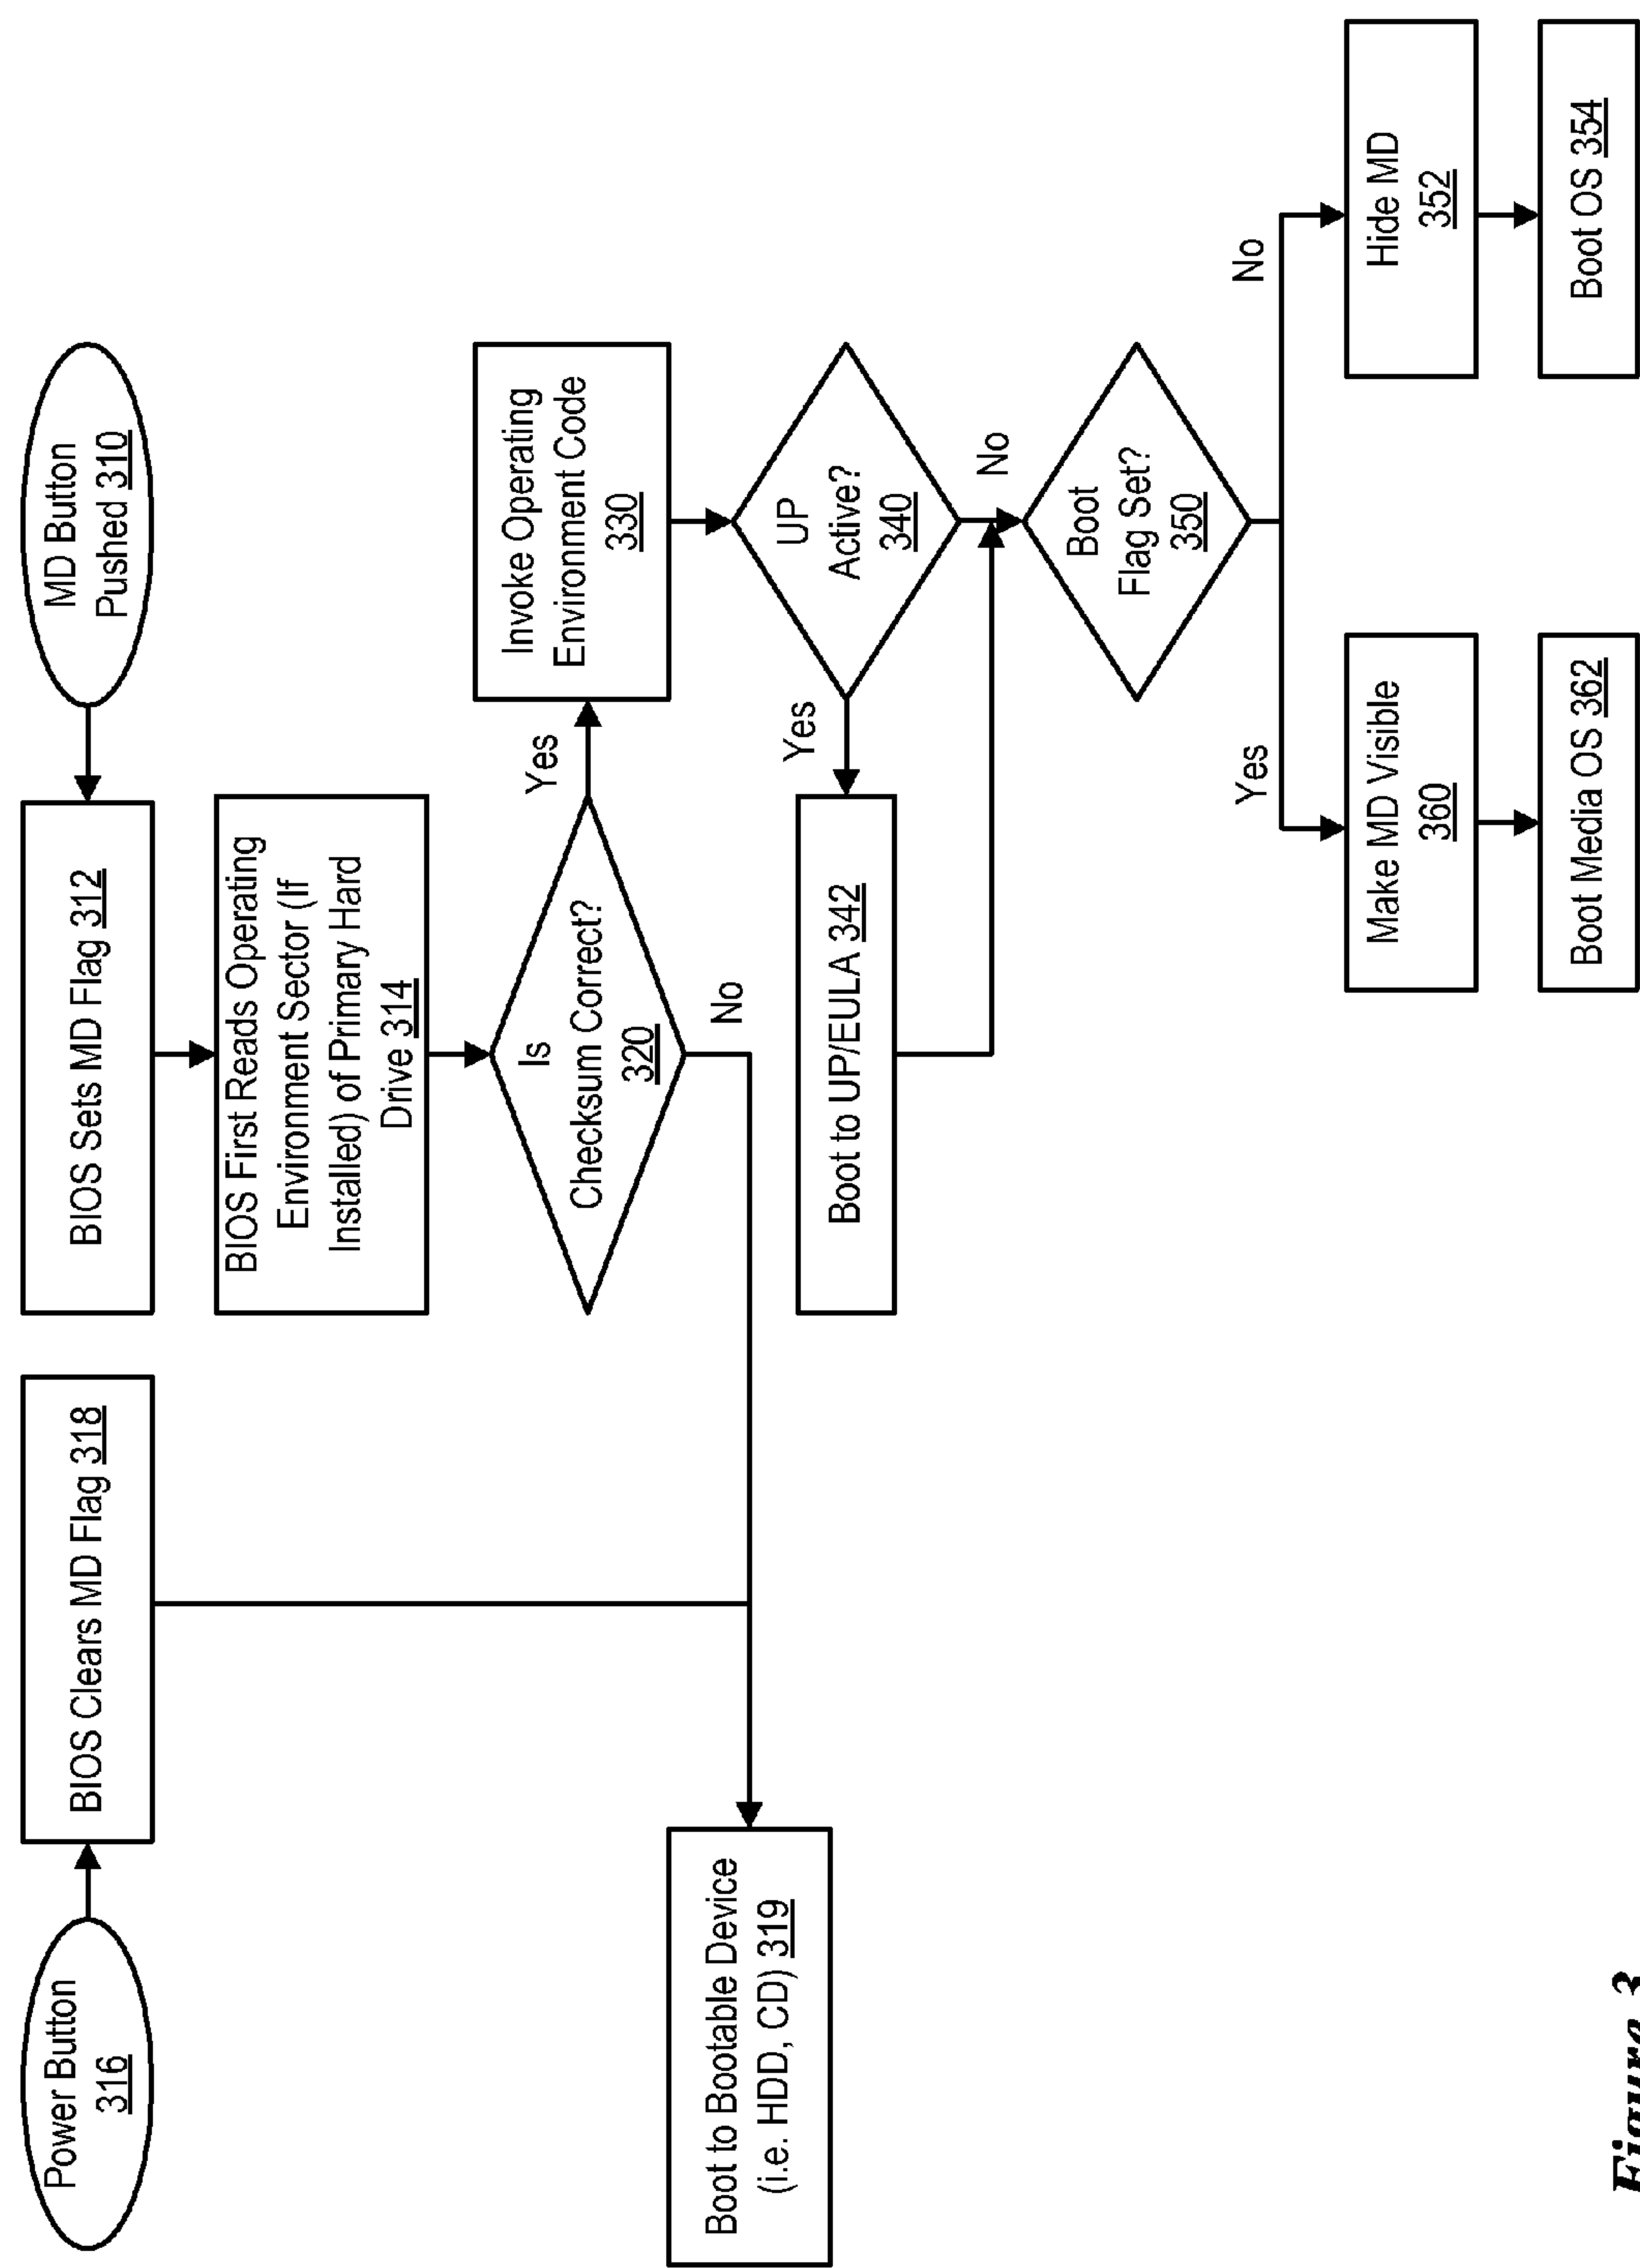 Power Button
316
BIOS Clears MD Flag 318
BIOS Sets MD Flag 312
MD Button
Pushed 310
BIOS First Reads Operating
Environment Sector (If
Installed) of Primary Hard
Drive 314
Is
Checksum Correct?
320
Yes
No
Invoke Operating
Environment Code
330
Boot to Bootable Device
(i.e. HDD, CD) 319
UP
Active?
340
Yes
No
Boot to UP/EULA 342
Boot
Flag Set?
350
Yes
No
Make MD Visible
360
Hide MD
352
Boot Media OS 362
Boot OS 354
Figure 3